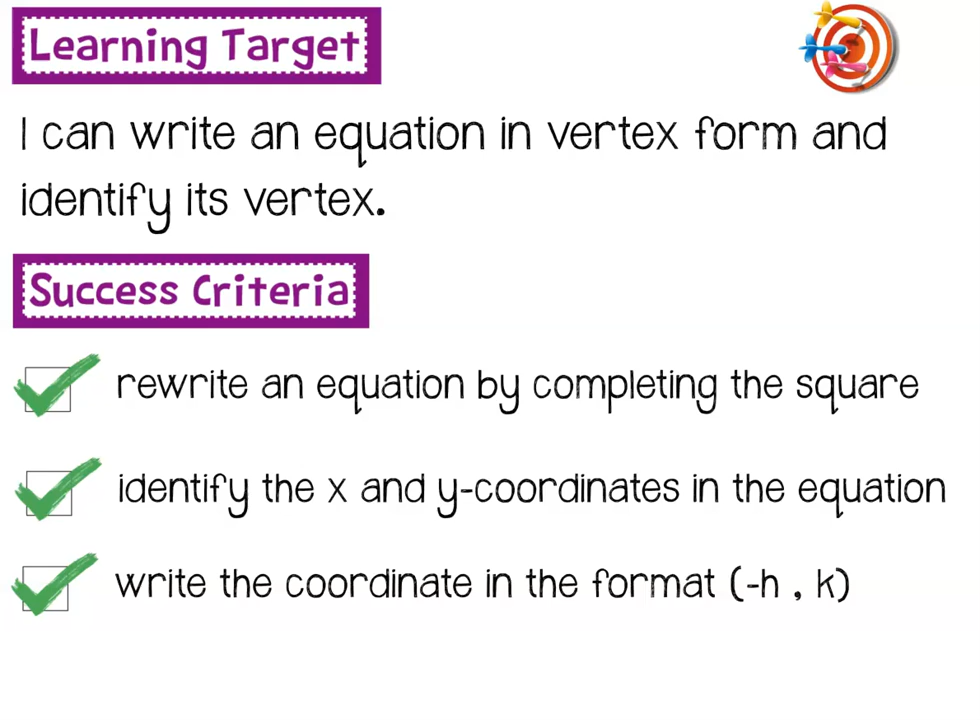 Learning Target
I can write an equation in vertex form and
identify its vertex.
Success Criteria
rewrite an equation by completing the square
identify the x and y-coordinates in the equation
write the coordinate in the format (-h , k)